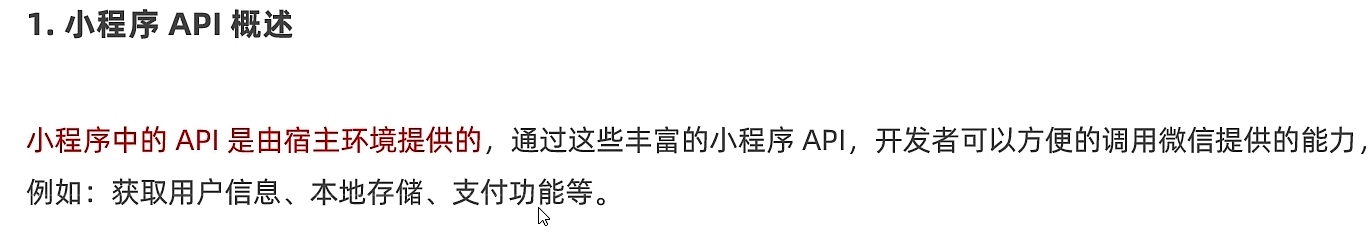 1. 小程序 API 概述
小程序中的 API 是由宿主环境提供的，通过这些丰富的小程序 API，开发者可以方便的调用微信提供的能力，
例如：获取用户信息、本地存储、支付功能等。